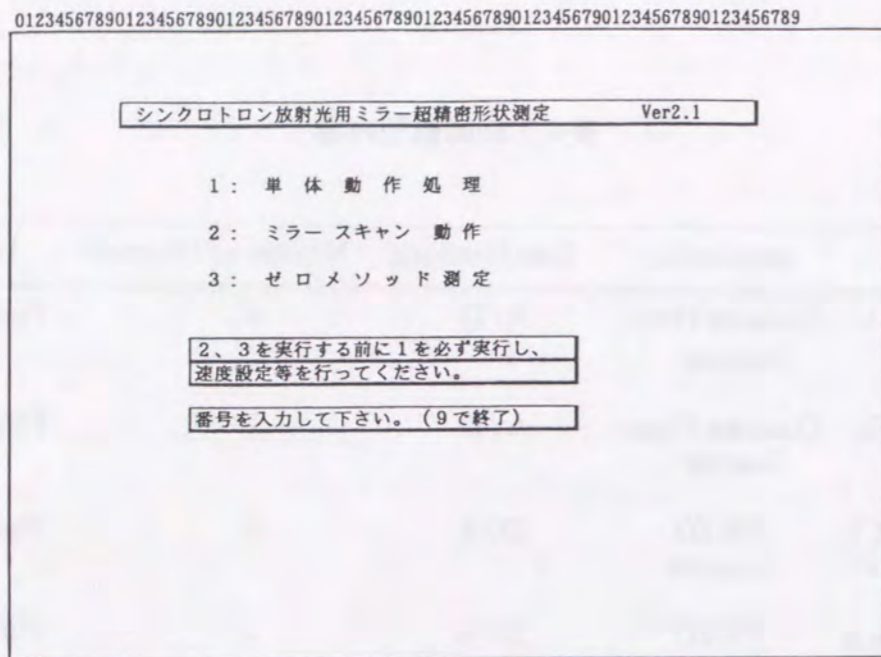 0123456789012345678901234567890123456789012345678901234567901234567890123456789
シンクロトロン放射光用ミラー超精密形状測定 Ver2.1
1: 単 体 動 作 処 理
2: ミラー スキャン 動 作
3: ゼ ロ メ ソ ッ ド 測 定
2、3を実行する前に1を必ず実行し、
速度設定等を行ってください。
番号を入力して下さい。(9で終了)